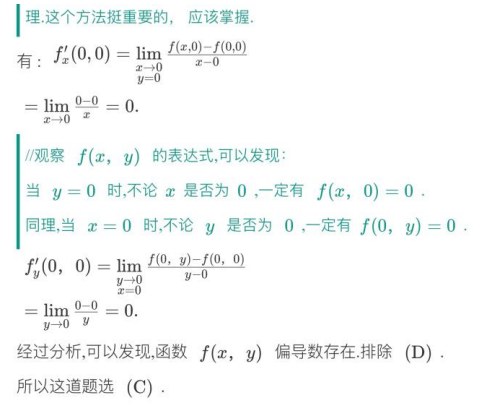 理.这个方法挺重要的, 应该掌握.
有: f′ₓ(0,0) = lim_{x→0, y=0} (f(x,0)−f(0,0))/(x−0)
= lim_{x→0} (0−0)/x = 0.
//观察 f(x, y) 的表达式,可以发现:
当 y = 0 时,不论 x 是否为 0 ,一定有 f(x, 0) = 0 .
同理,当 x = 0 时,不论 y 是否为 0 ,一定有 f(0, y) = 0 .
f′_y(0, 0) = lim_{y→0, x=0} (f(0, y)−f(0, 0))/(y−0)
= lim_{y→0} (0−0)/y = 0.
经过分析,可以发现,函数 f(x, y) 偏导数存在.排除 (D) .
所以这道题选 (C) .